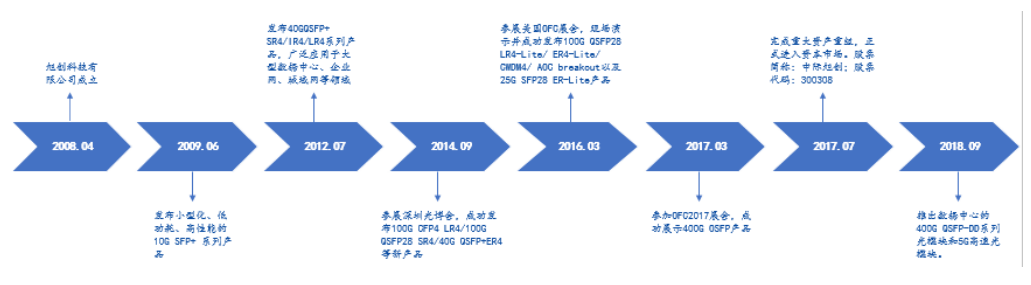 旭创科技有
限公司成立
发布40GQSFP+
SR4/IR4/LR4系列产
品,广泛应用于大
型数据中心、企业
网、城域网等领域
参展美国OFC展会,现场演
示并成功发布100G QSFP28
LR4-Lite/ ER4-Lite/
CWDM4/ AOC breakout以及
25G SFP28 ER-Lite产品
完成重大资产重组,正
式进入资本市场。股票
简称:中际旭创;股票
代码:300308
2008.04
2009.06
2012.07
2014.09
2016.03
2017.03
2017.07
2018.09
发布小型化、低
功耗、高性能的
10G SFP+ 系列产
品
参展深圳光博会,成功发
布100G CFP4 LR4/100G
QSFP28 SR4/40G QSFP+ER4
等新产品
参加OFC2017展会,成
功展示400G OSFP产品
推出数据中心的
400G QSFP-DD系列
光模块和5G高速光
模块。